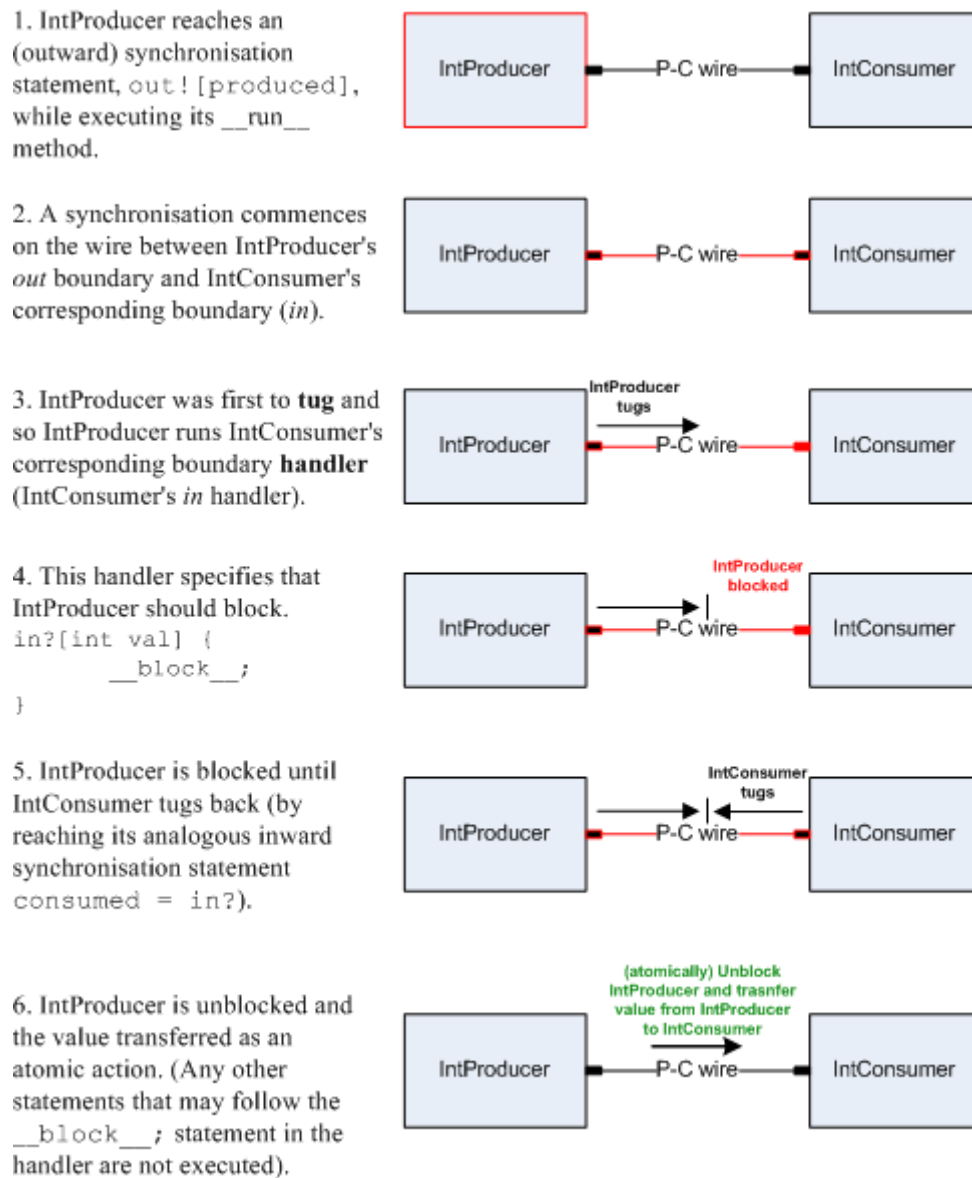 1. IntProducer reaches an
(outward) synchronisation
statement, out![produced],
while executing its __run__
method.
IntProducer
P-C wire
IntConsumer
2. A synchronisation commences
on the wire between IntProducer's
out boundary and IntConsumer's
corresponding boundary (in).
IntProducer
P-C wire
IntConsumer
3. IntProducer was first to tug and
so IntProducer runs IntConsumer's
corresponding boundary handler
(IntConsumer's in handler).
IntProducer
tugs
IntProducer
P-C wire
IntConsumer
4. This handler specifies that
IntProducer should block.
in?[int val] {
__block__;
}
IntProducer
blocked
IntProducer
P-C wire
IntConsumer
5. IntProducer is blocked until
IntConsumer tugs back (by
reaching its analogous inward
synchronisation statement
consumed = in?).
IntConsumer
tugs
IntProducer
P-C wire
IntConsumer
6. IntProducer is unblocked and
the value transferred as an
atomic action. (Any other
statements that may follow the
__block__; statement in the
handler are not executed).
(atomically) Unblock
IntProducer and trasnfer
value from IntProducer
to IntConsumer
IntProducer
P-C wire
IntConsumer